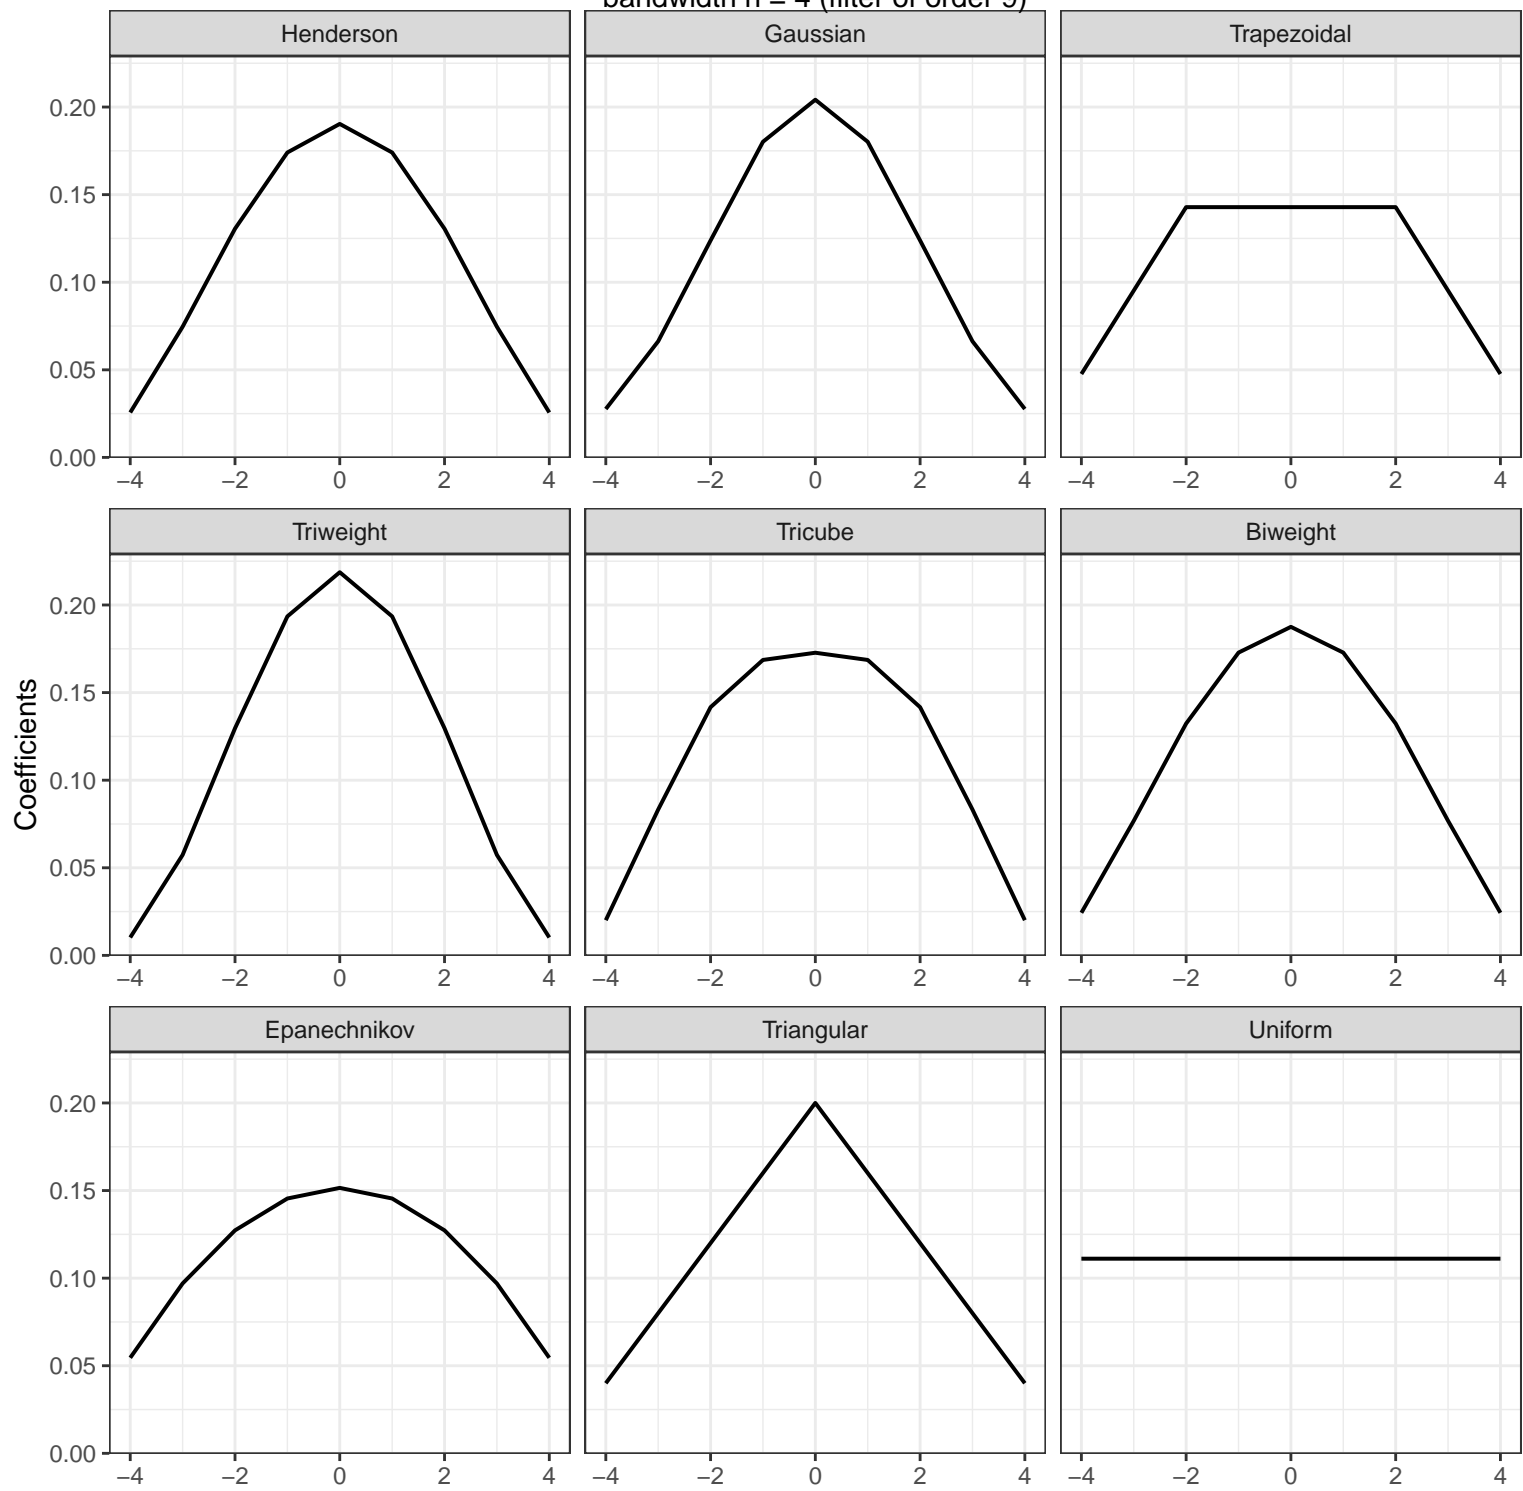 bandwidth h = 4 (filter of order 9)
Henderson Gaussian Trapezoidal
0.20
0.15
0.10
0.05
0.00
−4 −2 0 2 4 −4 −2 0 2 4 −4 −2 0 2 4
Triweight Tricube Biweight
0.20
0.15
0.10
0.05
0.00
Coefficients
−4 −2 0 2 4 −4 −2 0 2 4 −4 −2 0 2 4
Epanechnikov Triangular Uniform
0.20
0.15
0.10
0.05
0.00
−4 −2 0 2 4 −4 −2 0 2 4 −4 −2 0 2 4